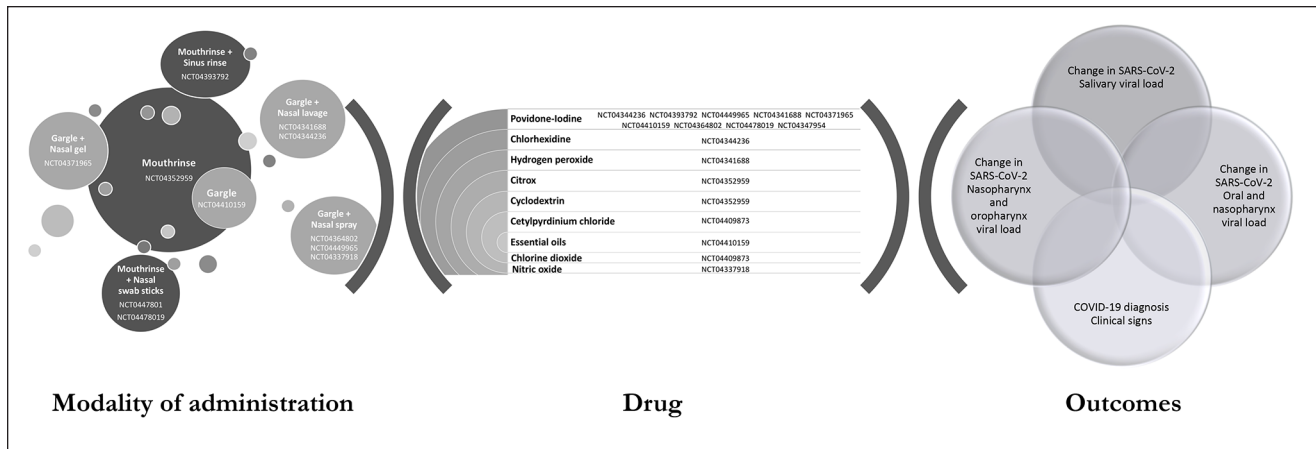 Mouthrinse +
Sinus rinse
NCT04393792
Gargle +
Nasal lavage
NCT04341688
NCT04344236
Gargle +
Nasal gel
NCT04371965
Mouthrinse
NCT04352959
Gargle
NCT04410159
Gargle +
Nasal spray
NCT04364802
NCT04449965
NCT04337918
Mouthrinse
+ Nasal
swab sticks
NCT0447801
NCT04478019
Modality of administration
Povidone-Iodine NCT04344236 NCT04393792 NCT04449965 NCT04341688 NCT04371965
NCT04410159 NCT04364802 NCT04478019 NCT04347954
Chlorhexidine NCT04344236
Hydrogen peroxide NCT04341688
Citrox NCT04352959
Cyclodextrin NCT04352959
Cetylpyrdinium chloride NCT04409873
Essential oils NCT04410159
Chlorine dioxide NCT04409873
Nitric oxide NCT04337918
Drug
Change in SARS-CoV-2
Salivary viral load
Change in
SARS-CoV-2
Nasopharynx
and
oropharynx
viral load
Change in
SARS-CoV-2
Oral and
nasopharynx
viral load
COVID-19 diagnosis
Clinical signs
Outcomes